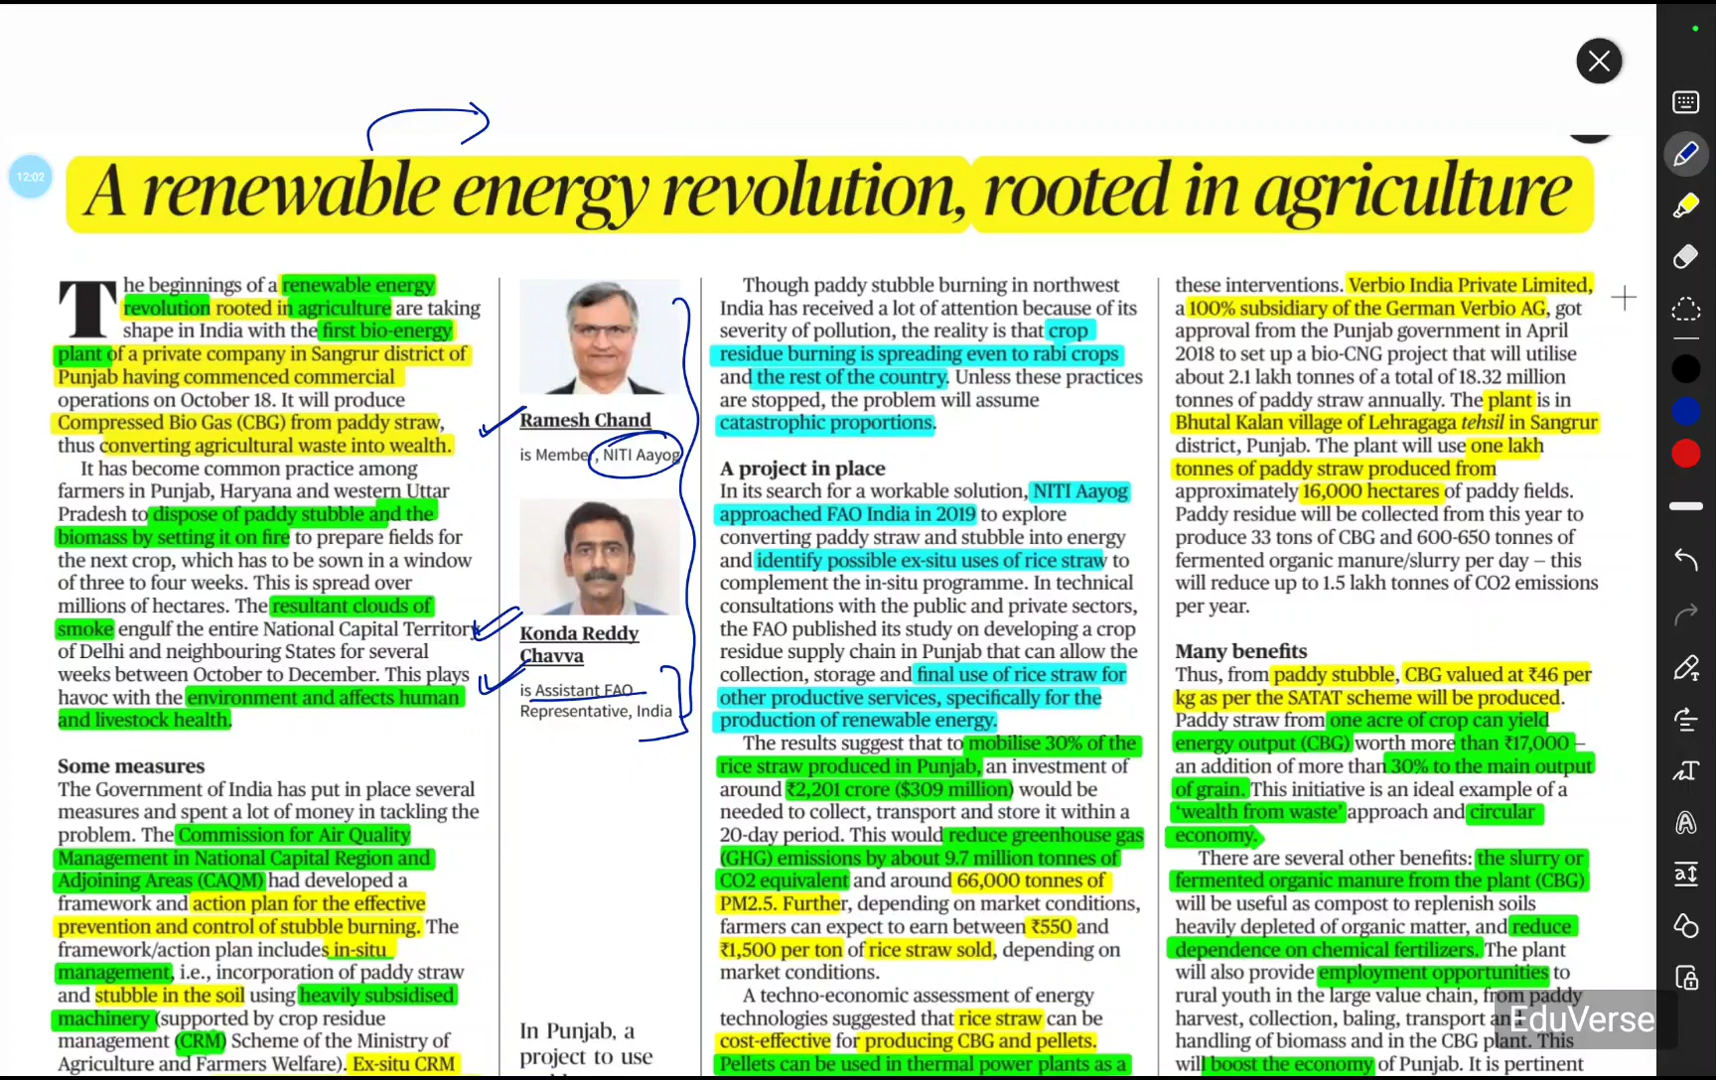 12:02
A renewable energy revolution, rooted in agriculture
The beginnings of a renewable energy
revolution rooted in agriculture are taking
shape in India with the first bio-energy
plant of a private company in Sangrur district of
Punjab having commenced commercial
operations on October 18. It will produce
Compressed Bio Gas (CBG) from paddy straw,
thus converting agricultural waste into wealth.
It has become common practice among
farmers in Punjab, Haryana and western Uttar
Pradesh to dispose of paddy stubble and the
biomass by setting it on fire to prepare fields for
the next crop, which has to be sown in a window
of three to four weeks. This is spread over
millions of hectares. The resultant clouds of
smoke engulf the entire National Capital Territory
of Delhi and neighbouring States for several
weeks between October to December. This plays
havoc with the environment and affects human
and livestock health.
Some measures
The Government of India has put in place several
measures and spent a lot of money in tackling the
problem. The Commission for Air Quality
Management in National Capital Region and
Adjoining Areas (CAQM) had developed a
framework and action plan for the effective
prevention and control of stubble burning. The
framework/action plan includes in-situ
management, i.e., incorporation of paddy straw
and stubble in the soil using heavily subsidised
machinery (supported by crop residue
management (CRM) Scheme of the Ministry of
Agriculture and Farmers Welfare). Ex-situ CRM
Ramesh Chand
is Member, NITI Aayog
Konda Reddy
Chavva
is Assistant FAO
Representative, India
In Punjab, a
project to use
Though paddy stubble burning in northwest
India has received a lot of attention because of its
severity of pollution, the reality is that crop
residue burning is spreading even to rabi crops
and the rest of the country. Unless these practices
are stopped, the problem will assume
catastrophic proportions.
A project in place
In its search for a workable solution, NITI Aayog
approached FAO India in 2019 to explore
converting paddy straw and stubble into energy
and identify possible ex-situ uses of rice straw to
complement the in-situ programme. In technical
consultations with the public and private sectors,
the FAO published its study on developing a crop
residue supply chain in Punjab that can allow the
collection, storage and final use of rice straw for
other productive services, specifically for the
production of renewable energy.
The results suggest that to mobilise 30% of the
rice straw produced in Punjab, an investment of
around ₹2,201 crore ($309 million) would be
needed to collect, transport and store it within a
20-day period. This would reduce greenhouse gas
(GHG) emissions by about 9.7 million tonnes of
CO2 equivalent and around 66,000 tonnes of
PM2.5. Further, depending on market conditions,
farmers can expect to earn between ₹550 and
₹1,500 per ton of rice straw sold, depending on
market conditions.
A techno-economic assessment of energy
technologies suggested that rice straw can be
cost-effective for producing CBG and pellets.
Pellets can be used in thermal power plants as a
these interventions. Verbio India Private Limited,
a 100% subsidiary of the German Verbio AG, got
approval from the Punjab government in April
2018 to set up a bio-CNG project that will utilise
about 2.1 lakh tonnes of a total of 18.32 million
tonnes of paddy straw annually. The plant is in
Bhutal Kalan village of Lehragaga tehsil in Sangrur
district, Punjab. The plant will use one lakh
tonnes of paddy straw produced from
approximately 16,000 hectares of paddy fields.
Paddy residue will be collected from this year to
produce 33 tons of CBG and 600-650 tonnes of
fermented organic manure/slurry per day – this
will reduce up to 1.5 lakh tonnes of CO2 emissions
per year.
Many benefits
Thus, from paddy stubble, CBG valued at ₹46 per
kg as per the SATAT scheme will be produced.
Paddy straw from one acre of crop can yield
energy output (CBG) worth more than ₹17,000 –
an addition of more than 30% to the main output
of grain. This initiative is an ideal example of a
‘wealth from waste’ approach and circular
economy.
There are several other benefits: the slurry or
fermented organic manure from the plant (CBG)
will be useful as compost to replenish soils
heavily depleted of organic matter, and reduce
dependence on chemical fertilizers. The plant
will also provide employment opportunities to
rural youth in the large value chain, from paddy
harvest, collection, baling, transport and
handling of biomass and in the CBG plant. This
will boost the economy of Punjab. It is pertinent
EduVerse